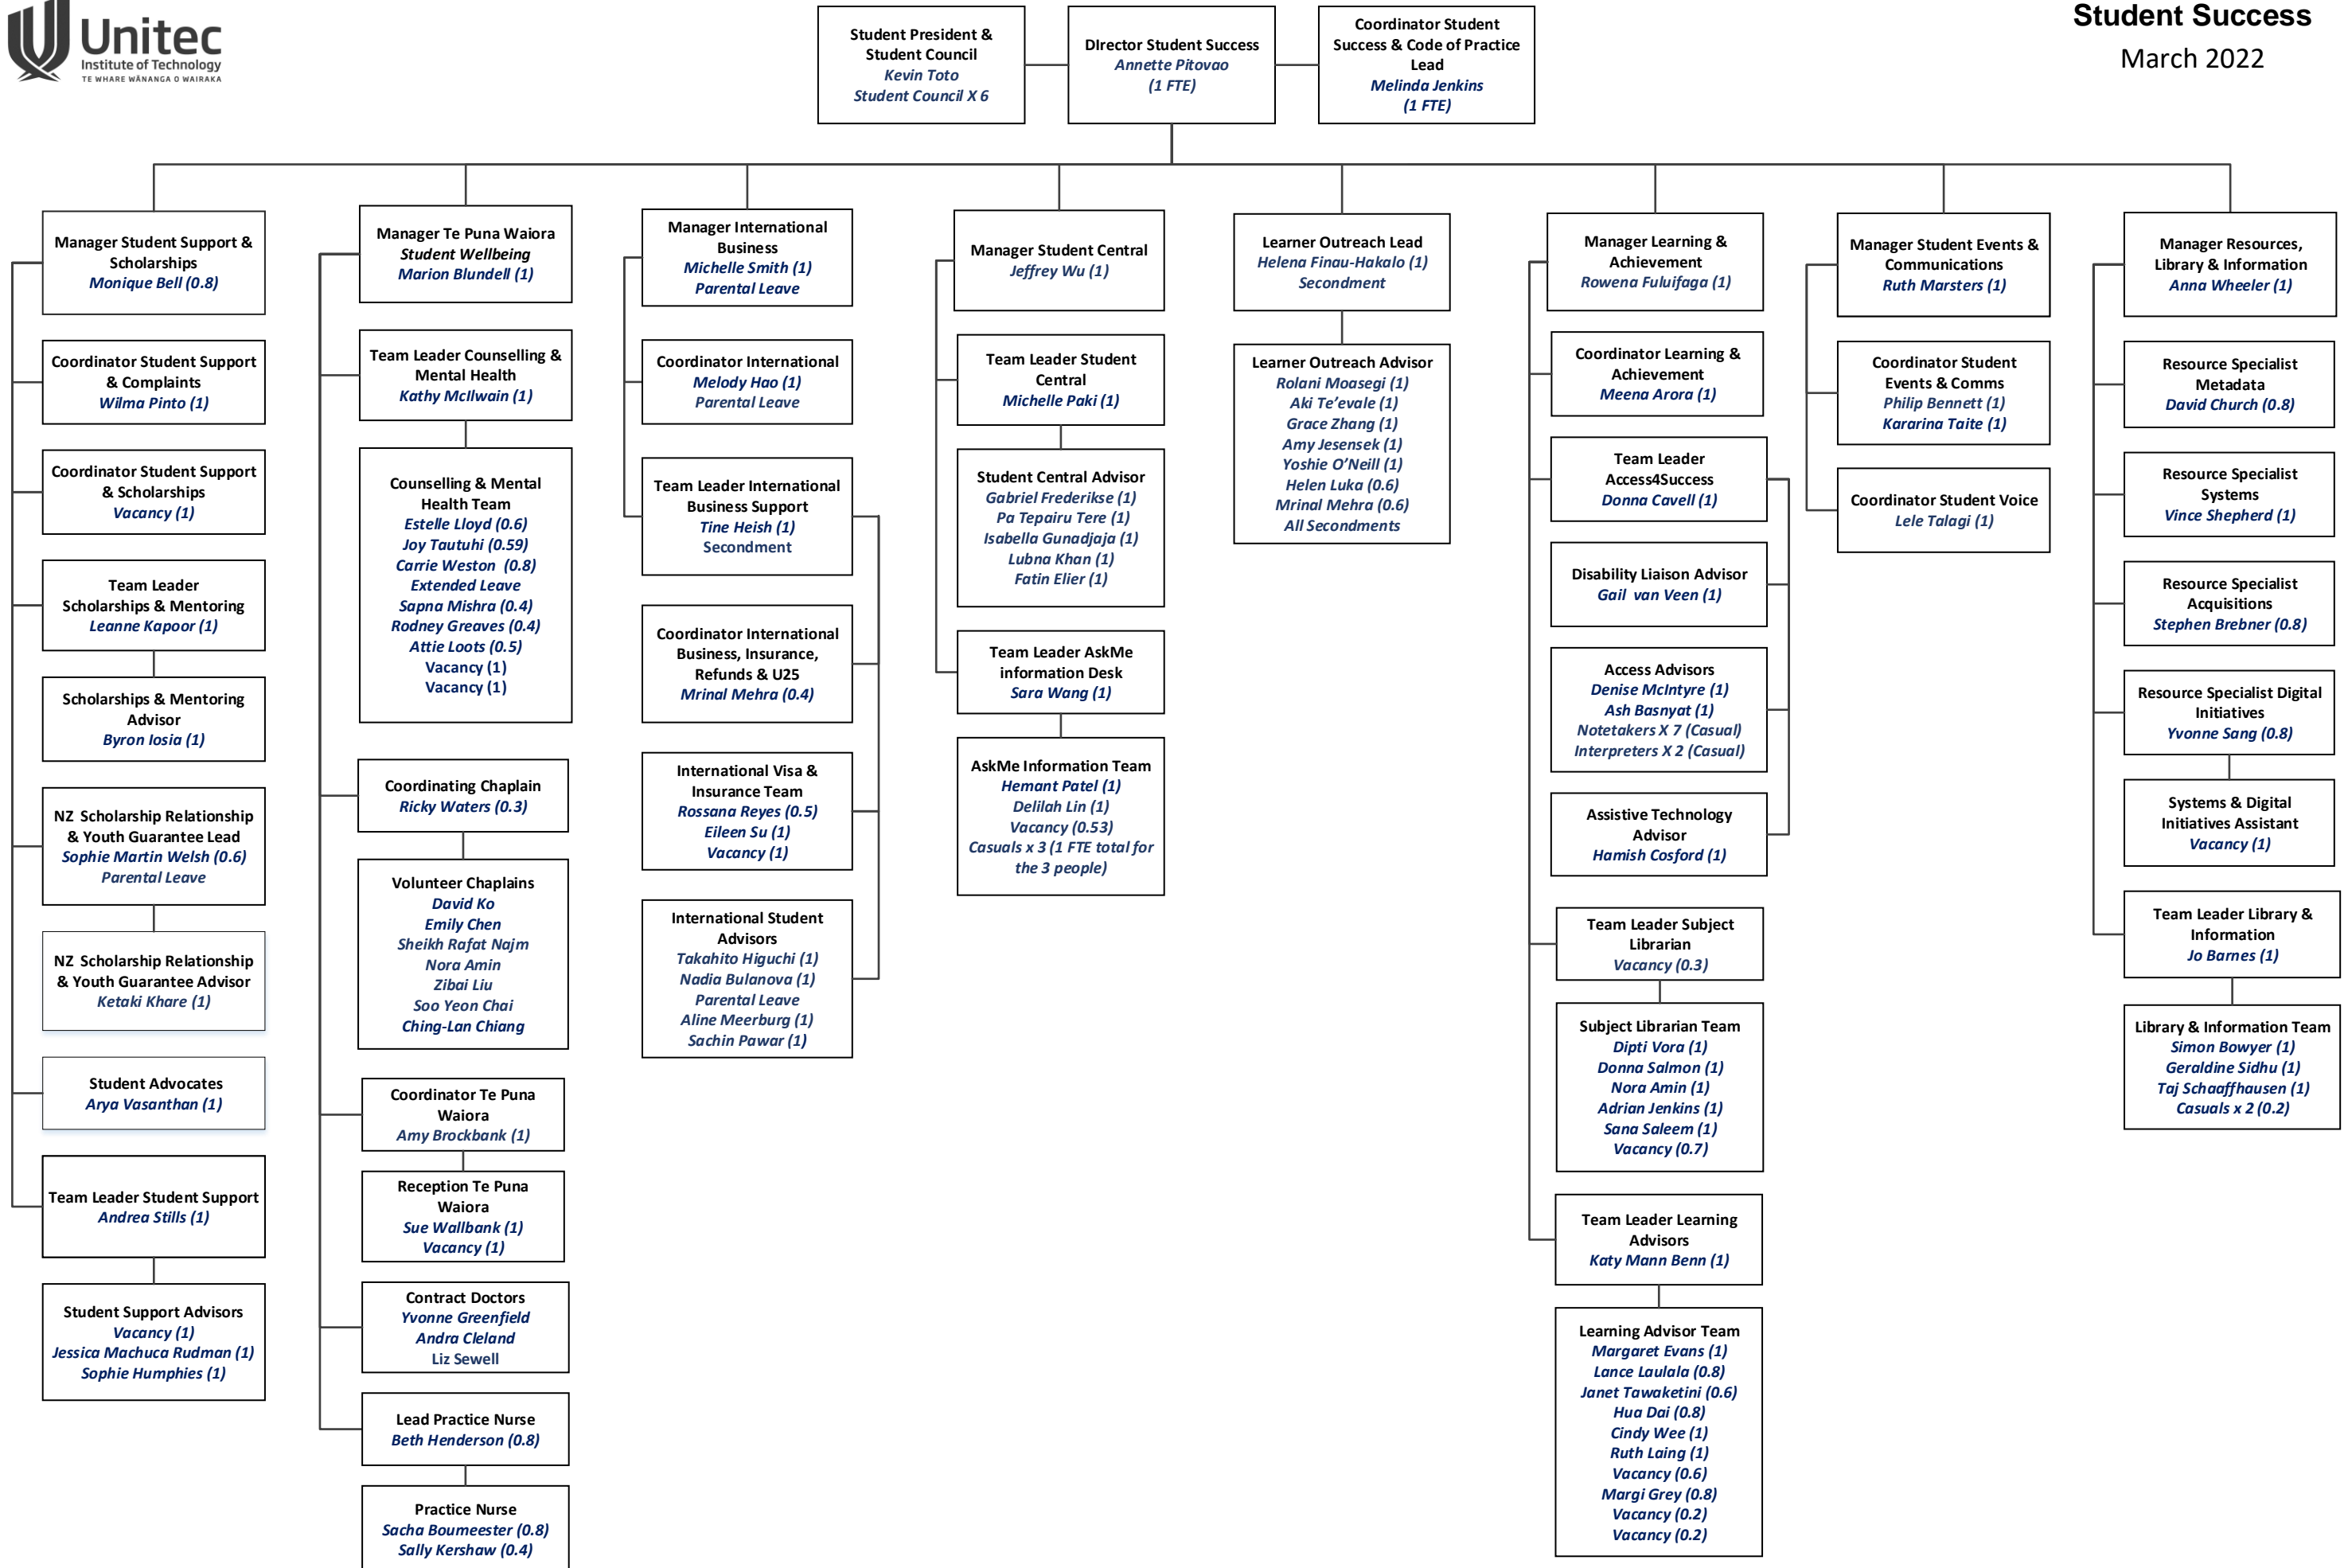 Unitec
Institute of Technology
TE WHARE WĀNANGA O WAIRAKA
Student Success
March 2022
Student President &
Student Council
Kevin Toto
Student Council X 6
DIrector Student Success
Annette Pitovao
(1 FTE)
Coordinator Student
Success & Code of Practice
Lead
Melinda Jenkins
(1 FTE)
Manager Student Support &
Scholarships
Monique Bell (0.8)
Coordinator Student Support
& Complaints
Wilma Pinto (1)
Coordinator Student Support
& Scholarships
Vacancy (1)
Team Leader
Scholarships & Mentoring
Leanne Kapoor (1)
Scholarships & Mentoring
Advisor
Byron Iosia (1)
NZ Scholarship Relationship
& Youth Guarantee Lead
Sophie Martin Welsh (0.6)
Parental Leave
NZ Scholarship Relationship
& Youth Guarantee Advisor
Ketaki Khare (1)
Student Advocates
Arya Vasanthan (1)
Team Leader Student Support
Andrea Stills (1)
Student Support Advisors
Vacancy (1)
Jessica Machuca Rudman (1)
Sophie Humphies (1)
Manager Te Puna Waiora
Student Wellbeing
Marion Blundell (1)
Team Leader Counselling &
Mental Health
Kathy McIlwain (1)
Counselling & Mental
Health Team
Estelle Lloyd (0.6)
Joy Tautuhi (0.59)
Carrie Weston (0.8)
Extended Leave
Sapna Mishra (0.4)
Rodney Greaves (0.4)
Attie Loots (0.5)
Vacancy (1)
Vacancy (1)
Coordinating Chaplain
Ricky Waters (0.3)
Volunteer Chaplains
David Ko
Emily Chen
Sheikh Rafat Najm
Nora Amin
Zibai Liu
Soo Yeon Chai
Ching-Lan Chiang
Coordinator Te Puna
Waiora
Amy Brockbank (1)
Reception Te Puna
Waiora
Sue Wallbank (1)
Vacancy (1)
Contract Doctors
Yvonne Greenfield
Andra Cleland
Liz Sewell
Lead Practice Nurse
Beth Henderson (0.8)
Practice Nurse
Sacha Boumeester (0.8)
Sally Kershaw (0.4)
Manager International
Business
Michelle Smith (1)
Parental Leave
Coordinator International
Melody Hao (1)
Parental Leave
Team Leader International
Business Support
Tine Heish (1)
Secondment
Coordinator International
Business, Insurance,
Refunds & U25
Mrinal Mehra (0.4)
International Visa &
Insurance Team
Rossana Reyes (0.5)
Eileen Su (1)
Vacancy (1)
International Student
Advisors
Takahito Higuchi (1)
Nadia Bulanova (1)
Parental Leave
Aline Meerburg (1)
Sachin Pawar (1)
Manager Student Central
Jeffrey Wu (1)
Team Leader Student
Central
Michelle Paki (1)
Student Central Advisor
Gabriel Frederikse (1)
Pa Tepairu Tere (1)
Isabella Gunadjaja (1)
Lubna Khan (1)
Fatin Elier (1)
Team Leader AskMe
information Desk
Sara Wang (1)
AskMe Information Team
Hemant Patel (1)
Delilah Lin (1)
Vacancy (0.53)
Casuals x 3 (1 FTE total for
the 3 people)
Learner Outreach Lead
Helena Finau-Hakalo (1)
Secondment
Learner Outreach Advisor
Rolani Moasegi (1)
Aki Te’evale (1)
Grace Zhang (1)
Amy Jesensek (1)
Yoshie O’Neill (1)
Helen Luka (0.6)
Mrinal Mehra (0.6)
All Secondments
Manager Learning &
Achievement
Rowena Fuluifaga (1)
Coordinator Learning &
Achievement
Meena Arora (1)
Team Leader
Access4Success
Donna Cavell (1)
Disability Liaison Advisor
Gail van Veen (1)
Access Advisors
Denise McIntyre (1)
Ash Basnyat (1)
Notetakers X 7 (Casual)
Interpreters X 2 (Casual)
Assistive Technology
Advisor
Hamish Cosford (1)
Team Leader Subject
Librarian
Vacancy (0.3)
Subject Librarian Team
Dipti Vora (1)
Donna Salmon (1)
Nora Amin (1)
Adrian Jenkins (1)
Sana Saleem (1)
Vacancy (0.7)
Team Leader Learning
Advisors
Katy Mann Benn (1)
Learning Advisor Team
Margaret Evans (1)
Lance Laulala (0.8)
Janet Tawaketini (0.6)
Hua Dai (0.8)
Cindy Wee (1)
Ruth Laing (1)
Vacancy (0.6)
Margi Grey (0.8)
Vacancy (0.2)
Vacancy (0.2)
Manager Student Events &
Communications
Ruth Marsters (1)
Coordinator Student
Events & Comms
Philip Bennett (1)
Kararina Taite (1)
Coordinator Student Voice
Lele Talagi (1)
Manager Resources,
Library & Information
Anna Wheeler (1)
Resource Specialist
Metadata
David Church (0.8)
Resource Specialist
Systems
Vince Shepherd (1)
Resource Specialist
Acquisitions
Stephen Brebner (0.8)
Resource Specialist Digital
Initiatives
Yvonne Sang (0.8)
Systems & Digital
Initiatives Assistant
Vacancy (1)
Team Leader Library &
Information
Jo Barnes (1)
Library & Information Team
Simon Bowyer (1)
Geraldine Sidhu (1)
Taj Schaaffhausen (1)
Casuals x 2 (0.2)